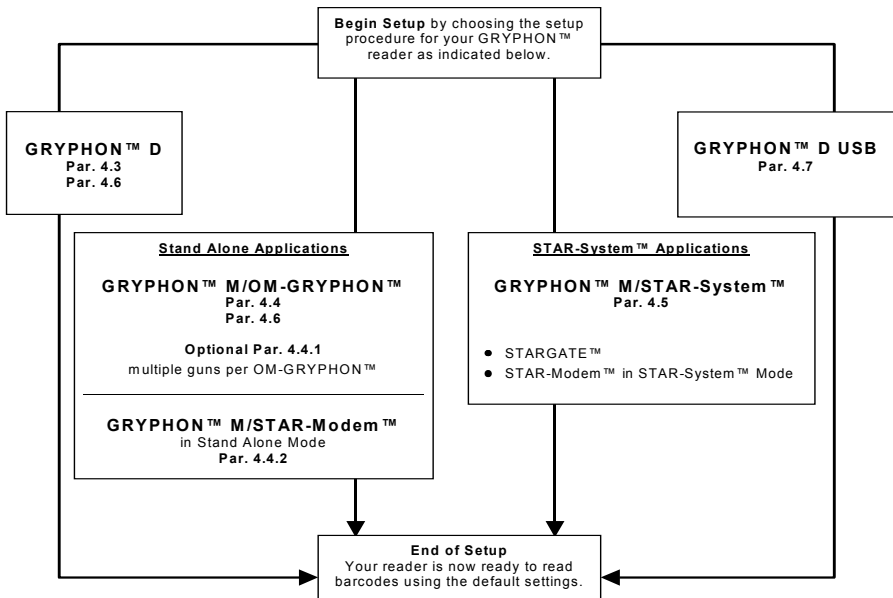 Begin Setup by choosing the setup
procedure for your GRYPHON™
reader as indicated below.
GRYPHON™ D
Par. 4.3
Par. 4.6
GRYPHON™ D USB
Par. 4.7
Stand Alone Applications
GRYPHON™ M/OM-GRYPHON™
Par. 4.4
Par. 4.6
Optional Par. 4.4.1
multiple guns per OM-GRYPHON™
GRYPHON™ M/STAR-Modem™
in Stand Alone Mode
Par. 4.4.2
STAR-System™ Applications
GRYPHON™ M/STAR-System™
Par. 4.5
● STARGATE™
● STAR-Modem™ in STAR-System™ Mode
End of Setup
Your reader is now ready to read
barcodes using the default settings.